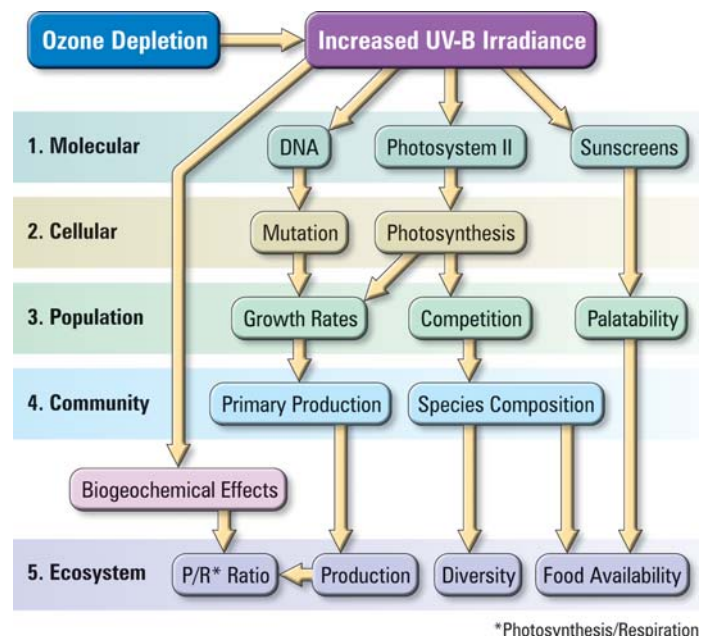 Ozone Depletion
Increased UV-B Irradiance
1. Molecular
DNA
Photosystem II
Sunscreens
2. Cellular
Mutation
Photosynthesis
3. Population
Growth Rates
Competition
Palatability
4. Community
Primary Production
Species Composition
Biogeochemical Effects
5. Ecosystem
P/R* Ratio
Production
Diversity
Food Availability
*Photosynthesis/Respiration